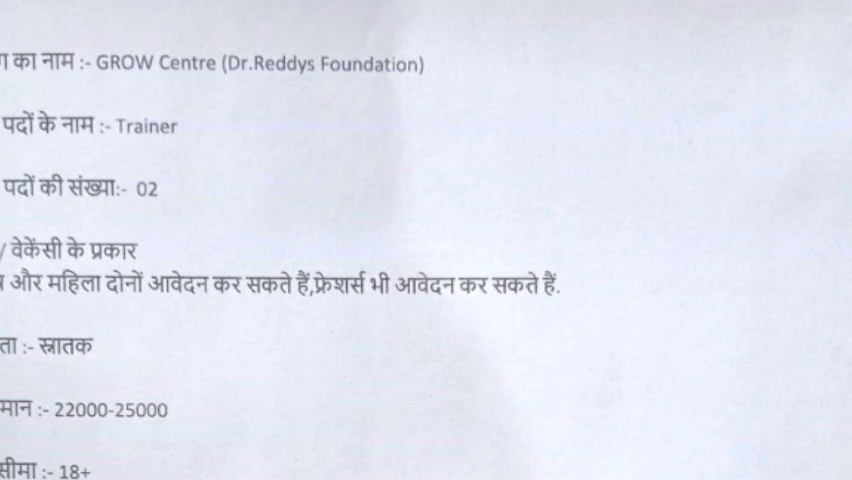 का नाम :- GROW Centre (Dr.Reddys Foundation)
पदों के नाम :- Trainer
पदों की संख्या:- 02
/ वेकेंसी के प्रकार
और महिला दोनों आवेदन कर सकते हैं,फ्रेशर्स भी आवेदन कर सकते हैं.
:- स्नातक
:- 22000-25000
सीमा :- 18+